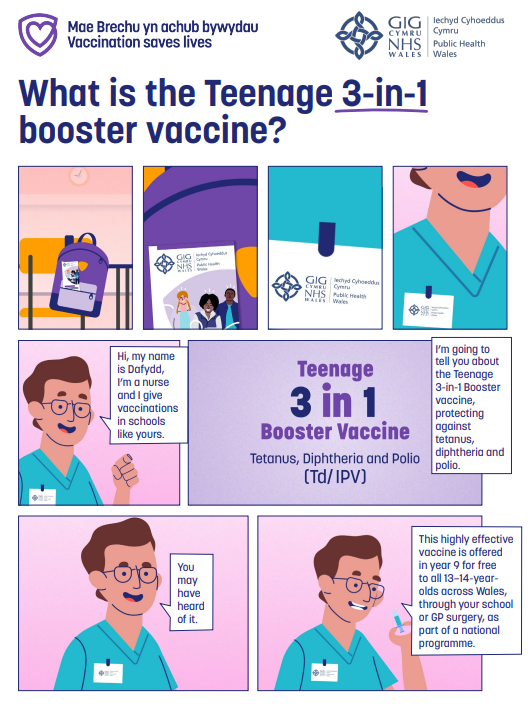 Mae Brechu yn achub bywydau
Vaccination saves lives
GIG
CYMRU
NHS
WALES
Iechyd Cyhoeddus
Cymru
Public Health
Wales
What is the Teenage 3-in-1
booster vaccine?
GIG
CYMRU
NHS
WALES
Iechyd Cyhoeddus
Cymru
Public Health
Wales
GIG
CYMRU
NHS
WALES
Iechyd Cyhoeddus
Cymru
Public Health
Wales
Hi, my name
is Dafydd,
I'm a nurse
and I give
vaccinations
in schools
like yours.
Teenage
3 in 1
Booster Vaccine
Tetanus, Diphtheria and Polio
(Td/IPV)
I'm going to
tell you about
the Teenage
3-in-1 Booster
vaccine,
protecting
against
tetanus,
diphtheria and
polio.
You
may
have
heard
of it.
This highly effective
vaccine is offered
in year 9 for free
to all 13–14-year-
olds across Wales,
through your school
or GP surgery, as
part of a national
programme.